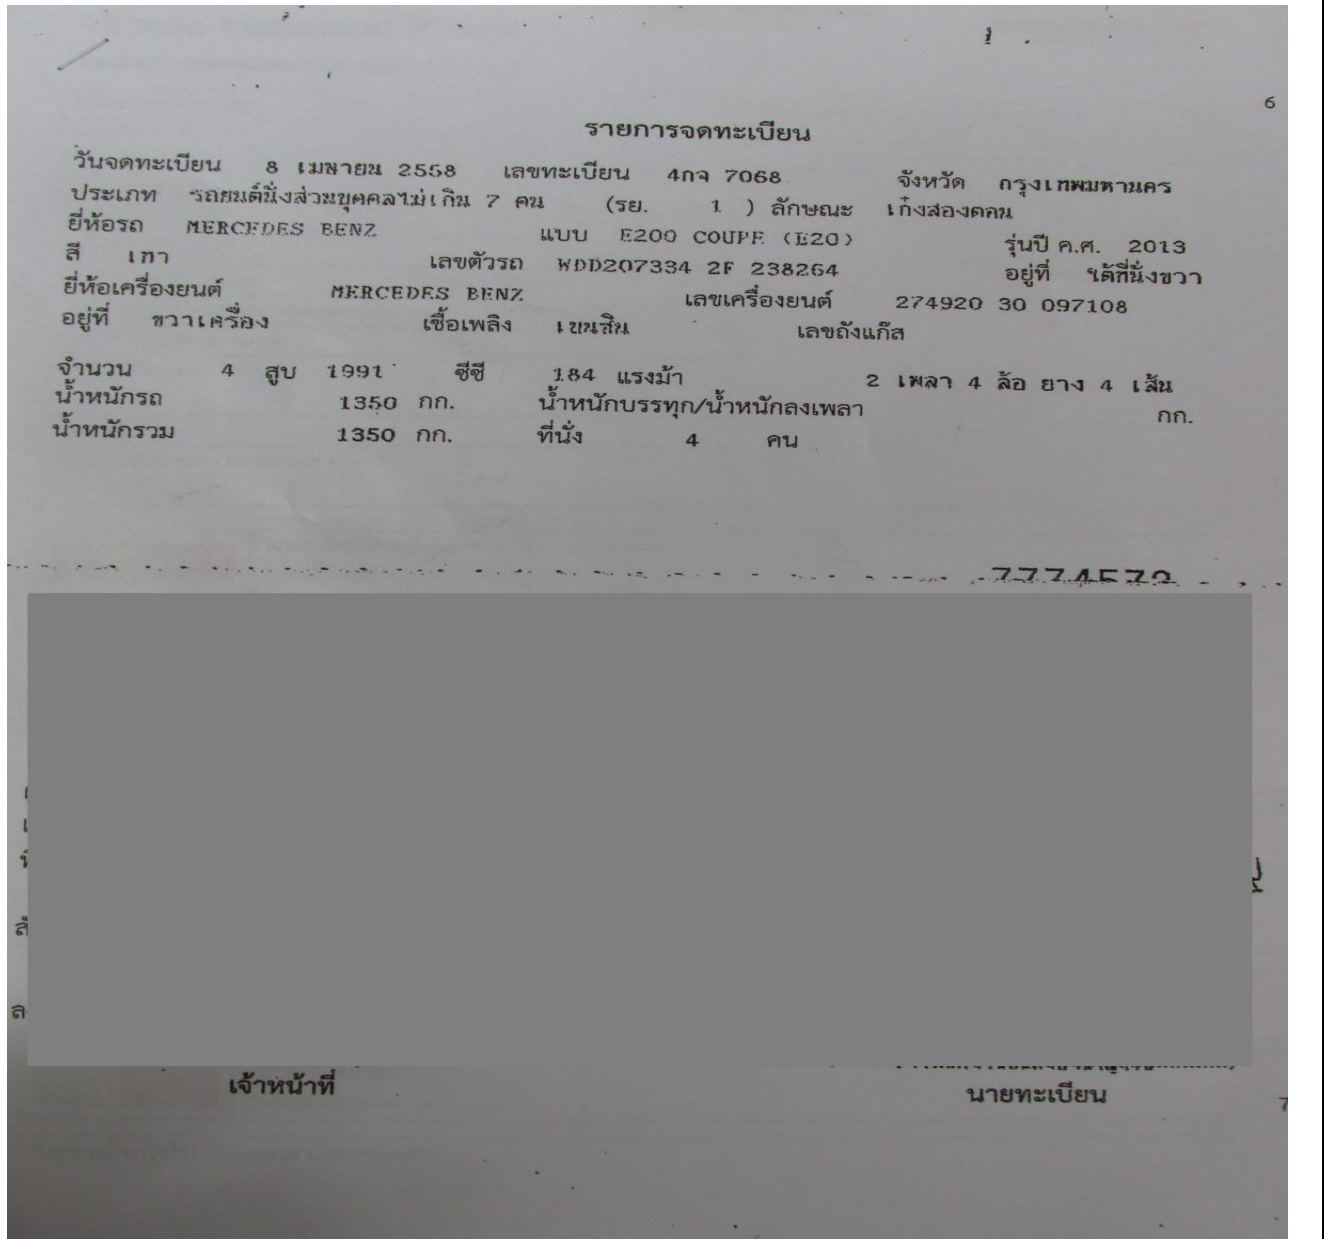 6
รายการจดทะเบียน
วันจดทะเบียน 8 เมษายน 2558 เลขทะเบียน 4กจ 7068 จังหวัด กรุงเทพมหานคร
ประเภท รถยนต์นั่งส่วนบุคคลไม่เกิน 7 คน (รย. 1 ) ลักษณะ เก๋งสองตอน
ยี่ห้อรถ MERCEDES BENZ แบบ E200 COUPE (E20) รุ่นปี ค.ศ. 2013
สี เทา เลขตัวรถ WDD207334 2F 238264 อยู่ที่ ใต้ที่นั่งขวา
ยี่ห้อเครื่องยนต์ MERCEDES BENZ เลขเครื่องยนต์ 274920 30 097108
อยู่ที่ ขวาเครื่อง เชื้อเพลิง เบนซิน เลขถังแก๊ส
จำนวน 4 สูบ 1991 ซีซี 184 แรงม้า 2 เพลา 4 ล้อ ยาง 4 เส้น
น้ำหนักรถ 1350 กก. น้ำหนักบรรทุก/น้ำหนักลงเพลา กก.
น้ำหนักรวม 1350 กก. ที่นั่ง 4 คน
เจ้าหน้าที่ นายทะเบียน
7